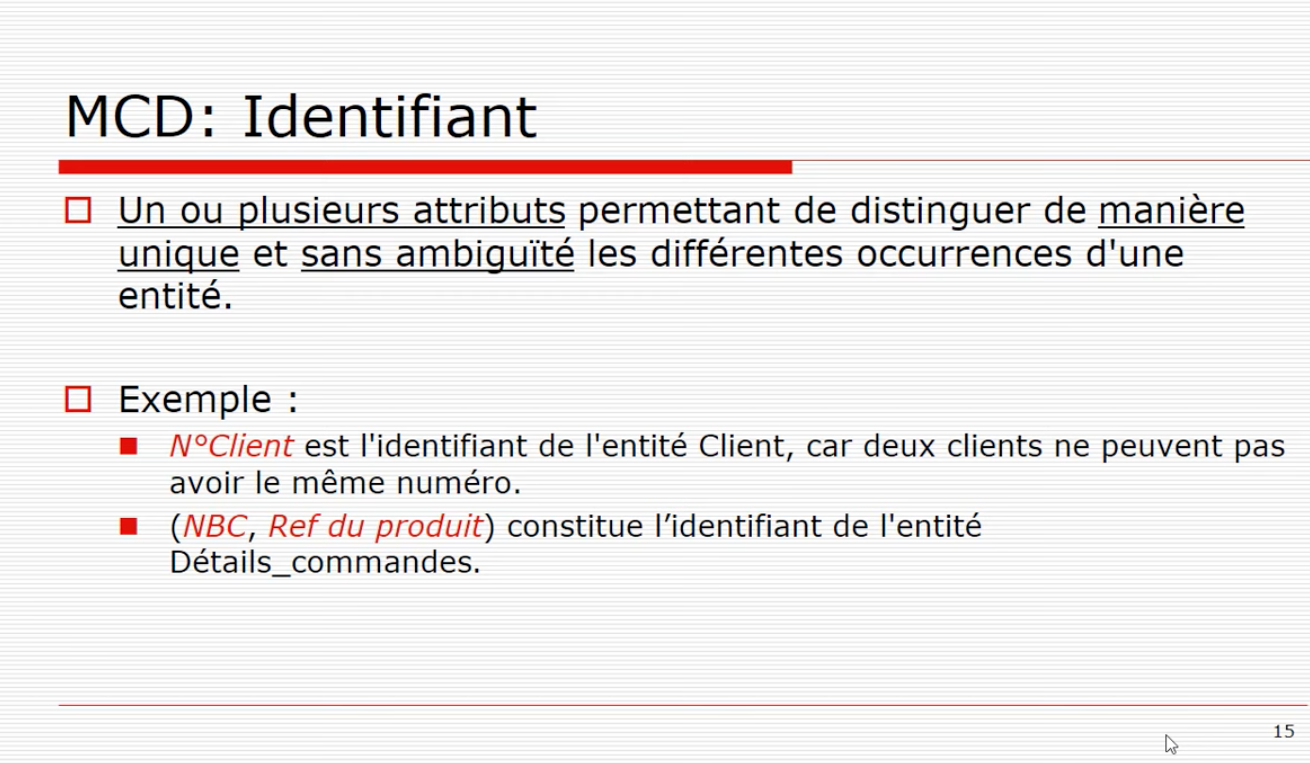 MCD: Identifiant
Un ou plusieurs attributs permettant de distinguer de manière
unique et sans ambiguïté les différentes occurrences d'une
entité.
Exemple :
N°Client est l'identifiant de l'entité Client, car deux clients ne peuvent pas
avoir le même numéro.
(NBC, Ref du produit) constitue l’identifiant de l'entité
Détails_commandes.
15